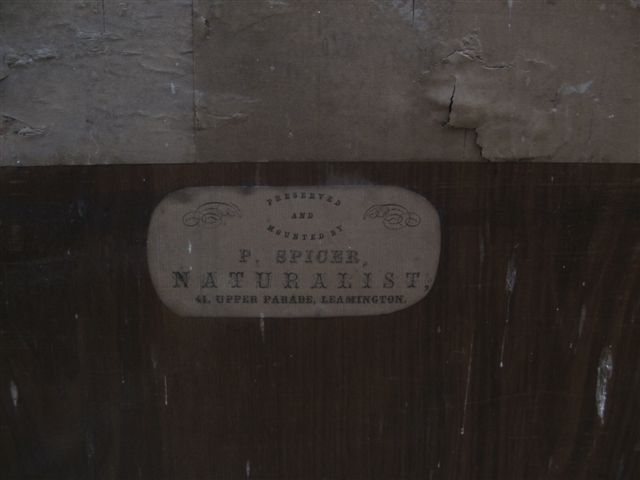 PRESERVED
AND
MOUNTED BY
P. SPICER,
NATURALIST,
41, UPPER PARADE, LEAMINGTON.